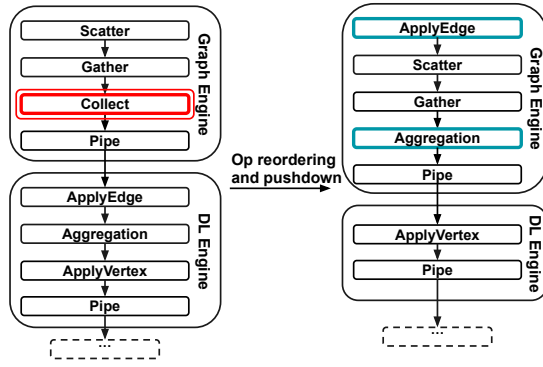 Scatter
Gather
Collect
Pipe
Graph Engine
ApplyEdge
Aggregation
ApplyVertex
Pipe
DL Engine
...
Op reordering
and pushdown
ApplyEdge
Scatter
Gather
Aggregation
Pipe
Graph Engine
ApplyVertex
Pipe
DL Engine
...